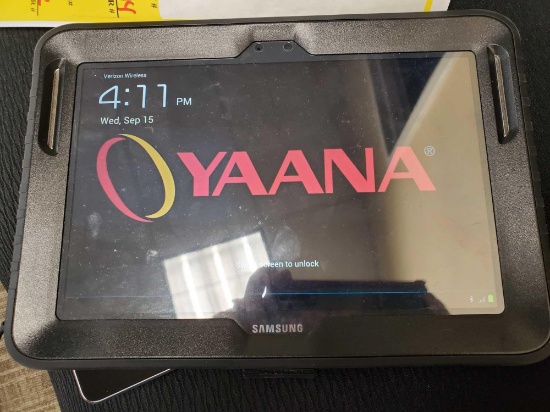 Verizon Wireless
4:11 PM
Wed, Sep 15
YAANA®
screen to unlock
SAMSUNG